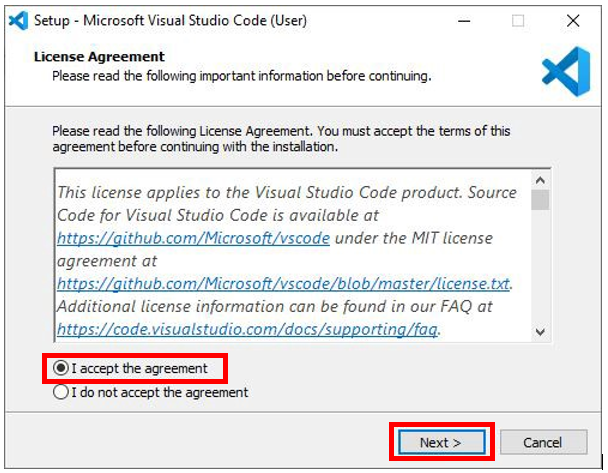 Setup - Microsoft Visual Studio Code (User)
License Agreement
Please read the following important information before continuing.
Please read the following License Agreement. You must accept the terms of this
agreement before continuing with the installation.
This license applies to the Visual Studio Code product. Source
Code for Visual Studio Code is available at
https://github.com/Microsoft/vscode under the MIT license
agreement at
https://github.com/Microsoft/vscode/blob/master/license.txt.
Additional license information can be found in our FAQ at
https://code.visualstudio.com/docs/supporting/faq.
I accept the agreement
I do not accept the agreement
Next >
Cancel